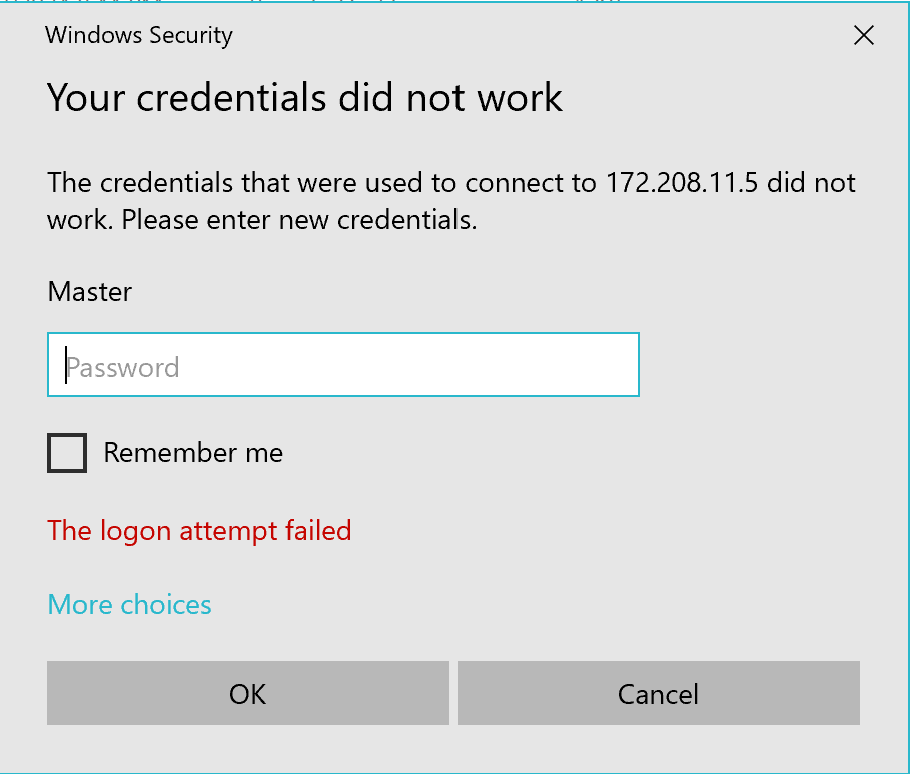 Windows Security
Your credentials did not work
The credentials that were used to connect to 172.208.11.5 did not
work. Please enter new credentials.
Master
Password
Remember me
The logon attempt failed
More choices
OK
Cancel